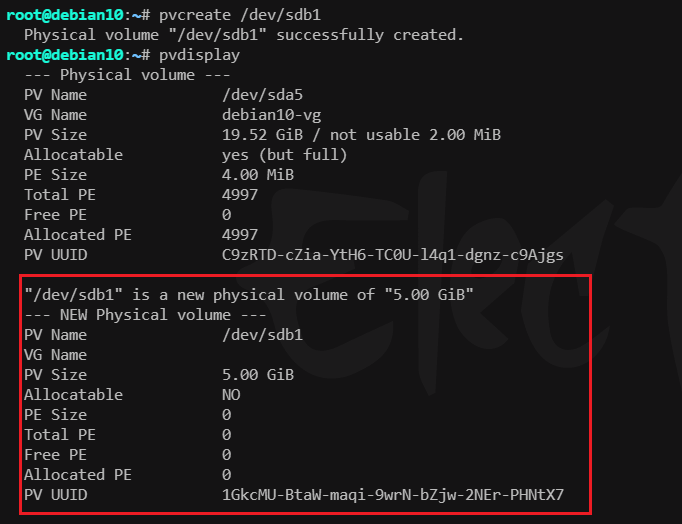 root@debian10:~# pvcreate /dev/sdb1
  Physical volume "/dev/sdb1" successfully created.
root@debian10:~# pvdisplay
  --- Physical volume ---
  PV Name               /dev/sda5
  VG Name               debian10-vg
  PV Size               19.52 GiB / not usable 2.00 MiB
  Allocatable           yes (but full)
  PE Size               4.00 MiB
  Total PE              4997
  Free PE               0
  Allocated PE          4997
  PV UUID               C9zRTD-cZia-YtH6-TC0U-l4q1-dgnz-c9Ajgs

  "/dev/sdb1" is a new physical volume of "5.00 GiB"
  --- NEW Physical volume ---
  PV Name               /dev/sdb1
  VG Name
  PV Size               5.00 GiB
  Allocatable           NO
  PE Size               0
  Total PE              0
  Free PE               0
  Allocated PE          0
  PV UUID               1GkcMU-BtaW-maqi-9wrN-bZjw-2NEr-PHNtX7